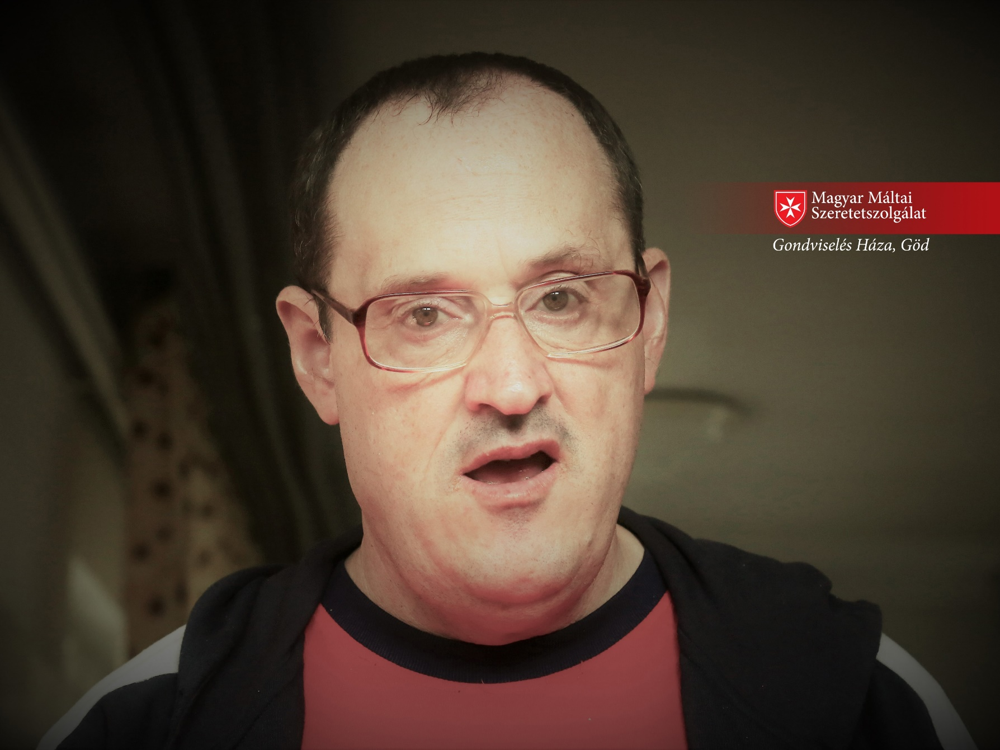 Magyar Máltai
Szeretetszolgálat
Gondviselés Háza, Göd